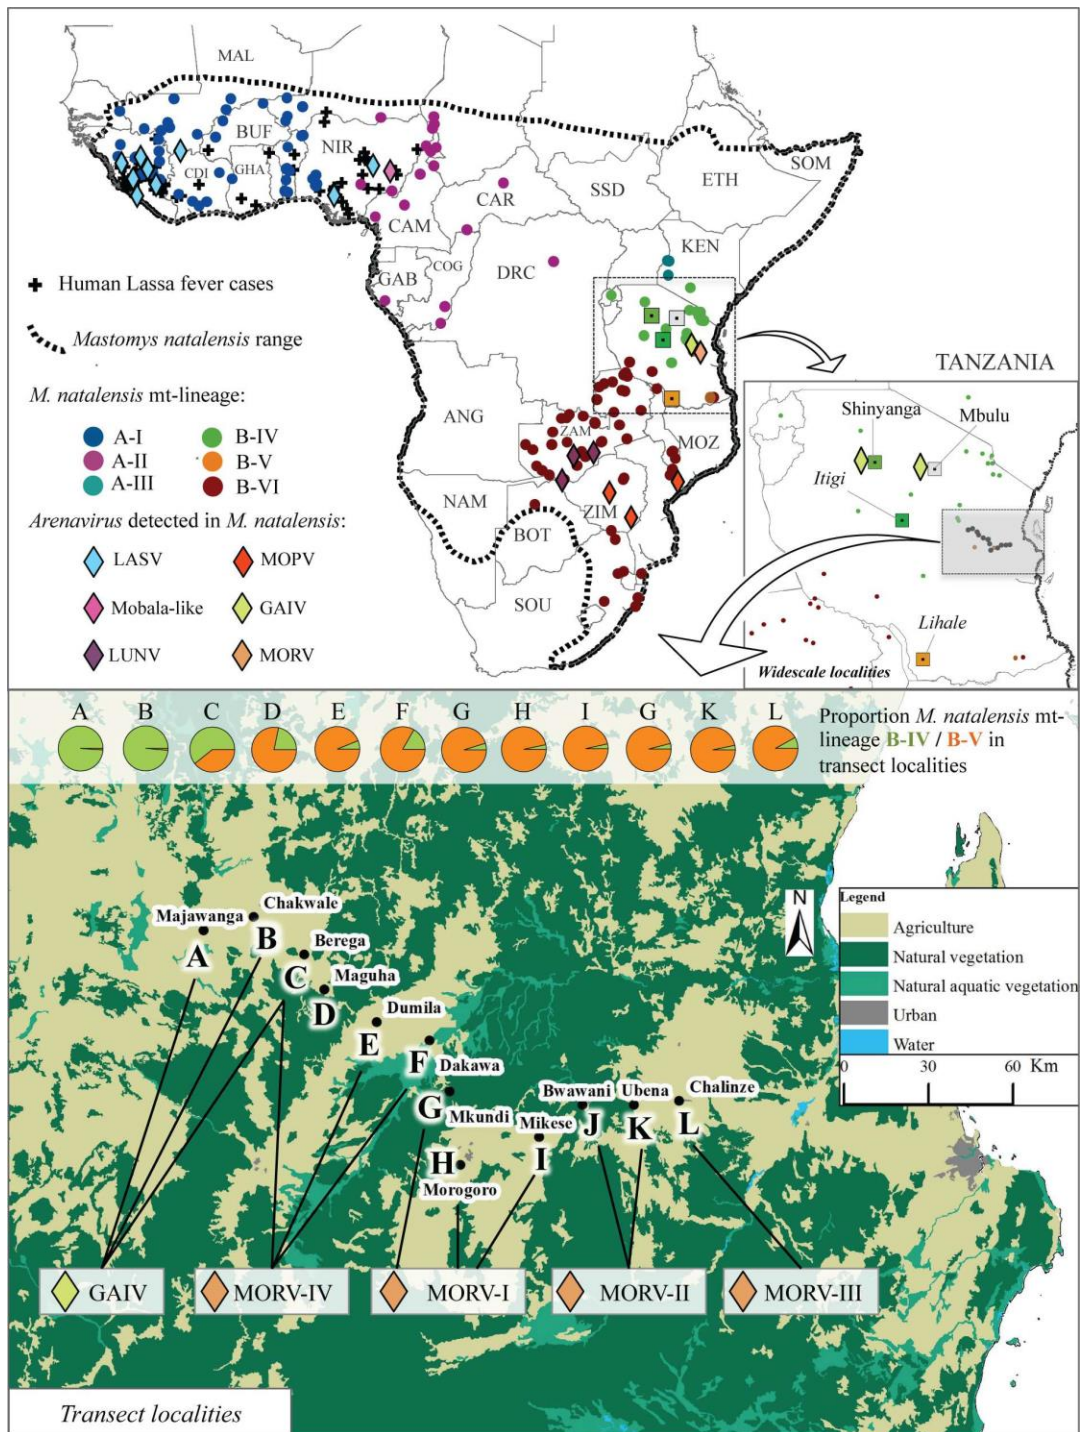 MAL
BUF
NIR
CDI
GHA
SOM
ETH
SSD
CAR
CAM
KEN
COG
GAB
DRC
Human Lassa fever cases
Mastomys natalensis range
M. natalensis mt-lineage:
A-I
B-IV
A-II
B-V
A-III
B-VI
Arenavirus detected in M. natalensis:
LASV
MOPV
Mobala-like
GAIV
LUNV
MORV
ANG
ZAM
MOZ
NAM
ZIM
BOT
SOU
TANZANIA
Shinyanga
Mbulu
Itigi
Lihale
Widescale localities
A B C D E F G H I G K L
Proportion M. natalensis mt-
lineage B-IV / B-V in
transect localities
Majawanga
Chakwale
A
B
Berega
C
Maguha
D
Dumila
E
F
Dakawa
G
Mkundi
Mikese
H
Morogoro
I
Bwawani
J
Ubena
K
Chalinze
L
N
Legend
Agriculture
Natural vegetation
Natural aquatic vegetation
Urban
Water
0 30 60 Km
GAIV
MORV-IV
MORV-I
MORV-II
MORV-III
Transect localities